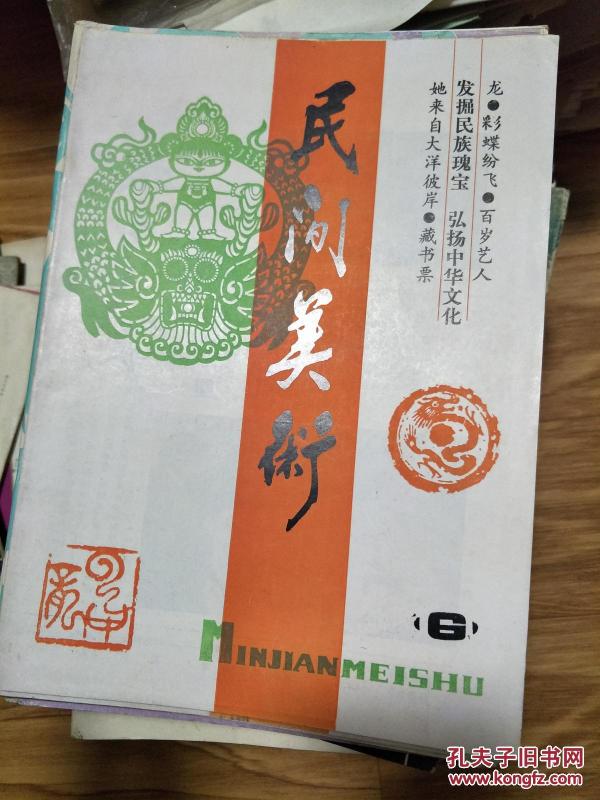 民间美術
龙•彩蝶纷飞•百岁艺人
发掘民族瑰宝 弘扬中华文化
她来自大洋彼岸•藏书票
6
MINJIANMEISHU
孔夫子旧书网
www.kongfz.com